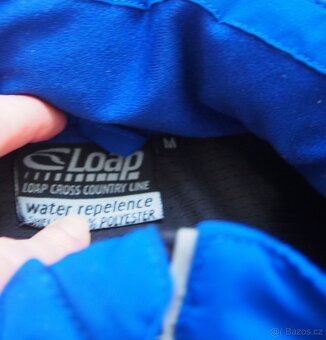 Loap
M
LOAP CROSS COUNTRY LINE
water repelence
% POLYESTER
© Bazos.cz